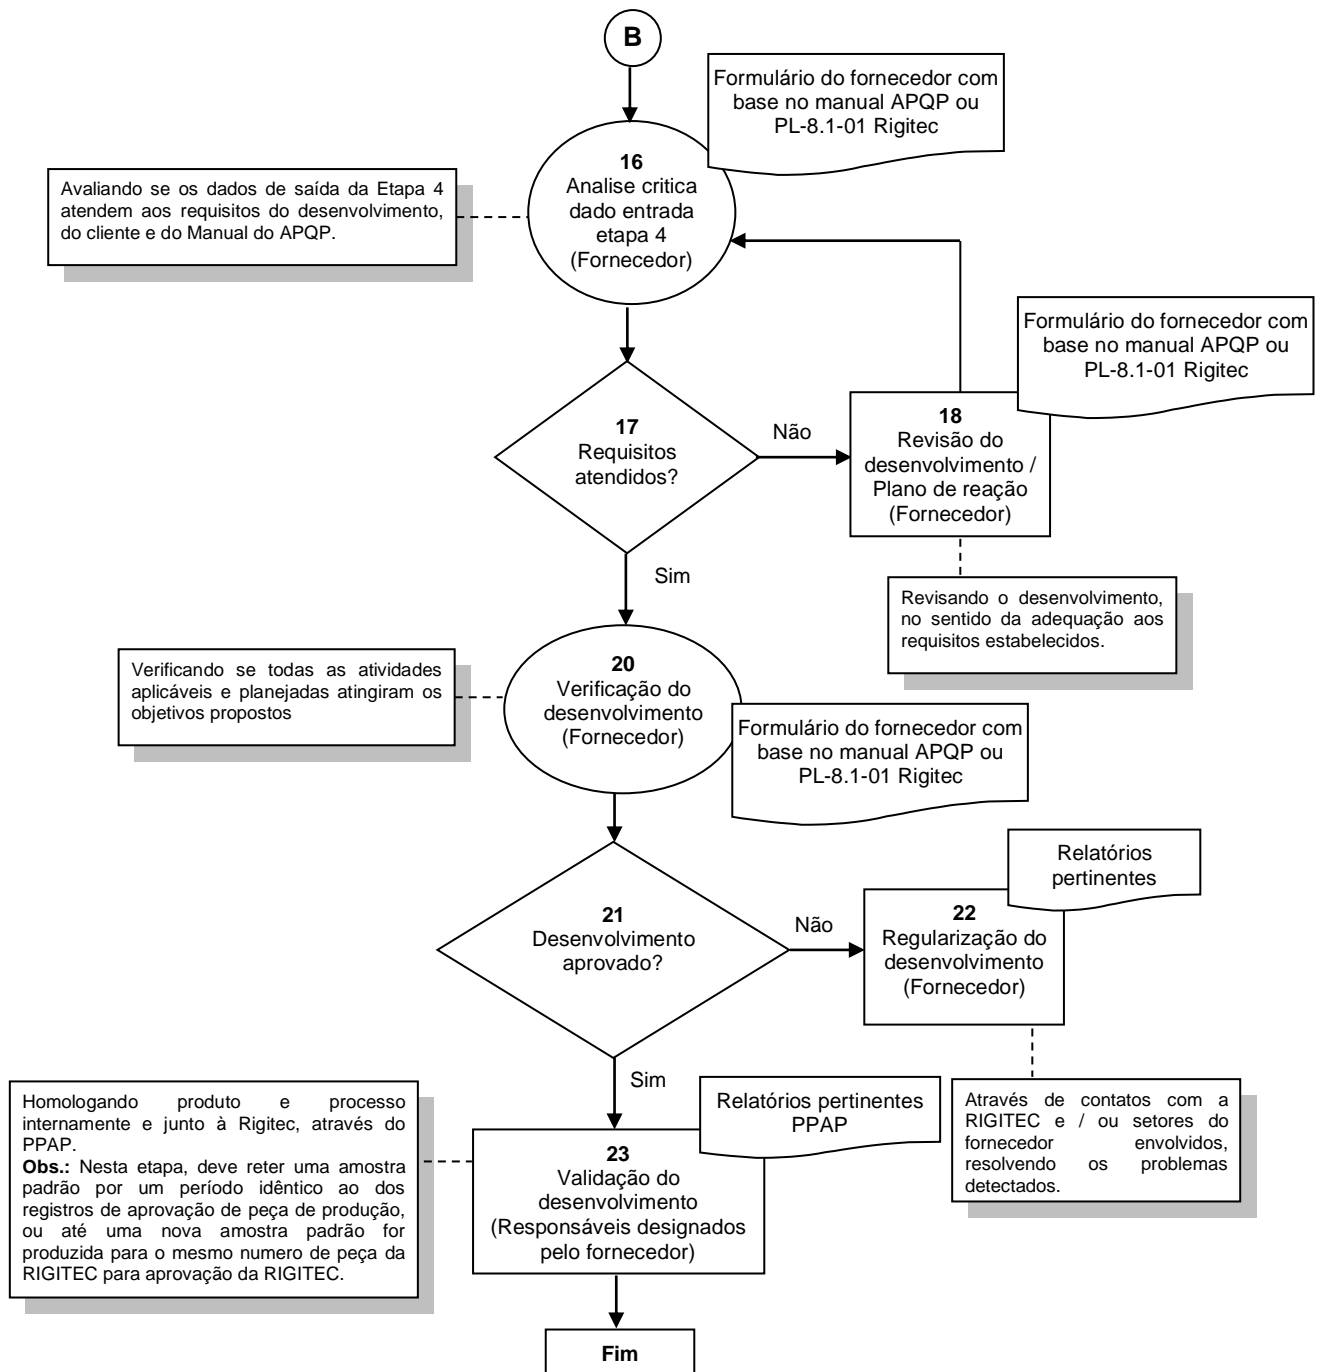 B
Formulário do fornecedor com
base no manual APQP ou
PL-8.1-01 Rigitec
16
Analise critica
dado entrada
etapa 4
(Fornecedor)
Avaliando se os dados de saída da Etapa 4
atendem aos requisitos do desenvolvimento,
do cliente e do Manual do APQP.
Formulário do fornecedor com
base no manual APQP ou
PL-8.1-01 Rigitec
17
Requisitos
atendidos?
Não
18
Revisão do
desenvolvimento /
Plano de reação
(Fornecedor)
Sim
Revisando o desenvolvimento,
no sentido da adequação aos
requisitos estabelecidos.
Verificando se todas as atividades
aplicáveis e planejadas atingiram os
objetivos propostos
20
Verificação do
desenvolvimento
(Fornecedor)
Formulário do fornecedor com
base no manual APQP ou
PL-8.1-01 Rigitec
Relatórios
pertinentes
21
Desenvolvimento
aprovado?
Não
22
Regularização do
desenvolvimento
(Fornecedor)
Sim
Através de contatos com a
RIGITEC e / ou setores do
fornecedor envolvidos,
resolvendo os problemas
detectados.
Relatórios pertinentes
PPAP
Homologando produto e processo
internamente e junto à Rigitec, através do
PPAP.
Obs.: Nesta etapa, deve reter uma amostra
padrão por um período idêntico ao dos
registros de aprovação de peça de produção,
ou até uma nova amostra padrão for
produzida para o mesmo numero de peça da
RIGITEC para aprovação da RIGITEC.
23
Validação do
desenvolvimento
(Responsáveis designados
pelo fornecedor)
Fim